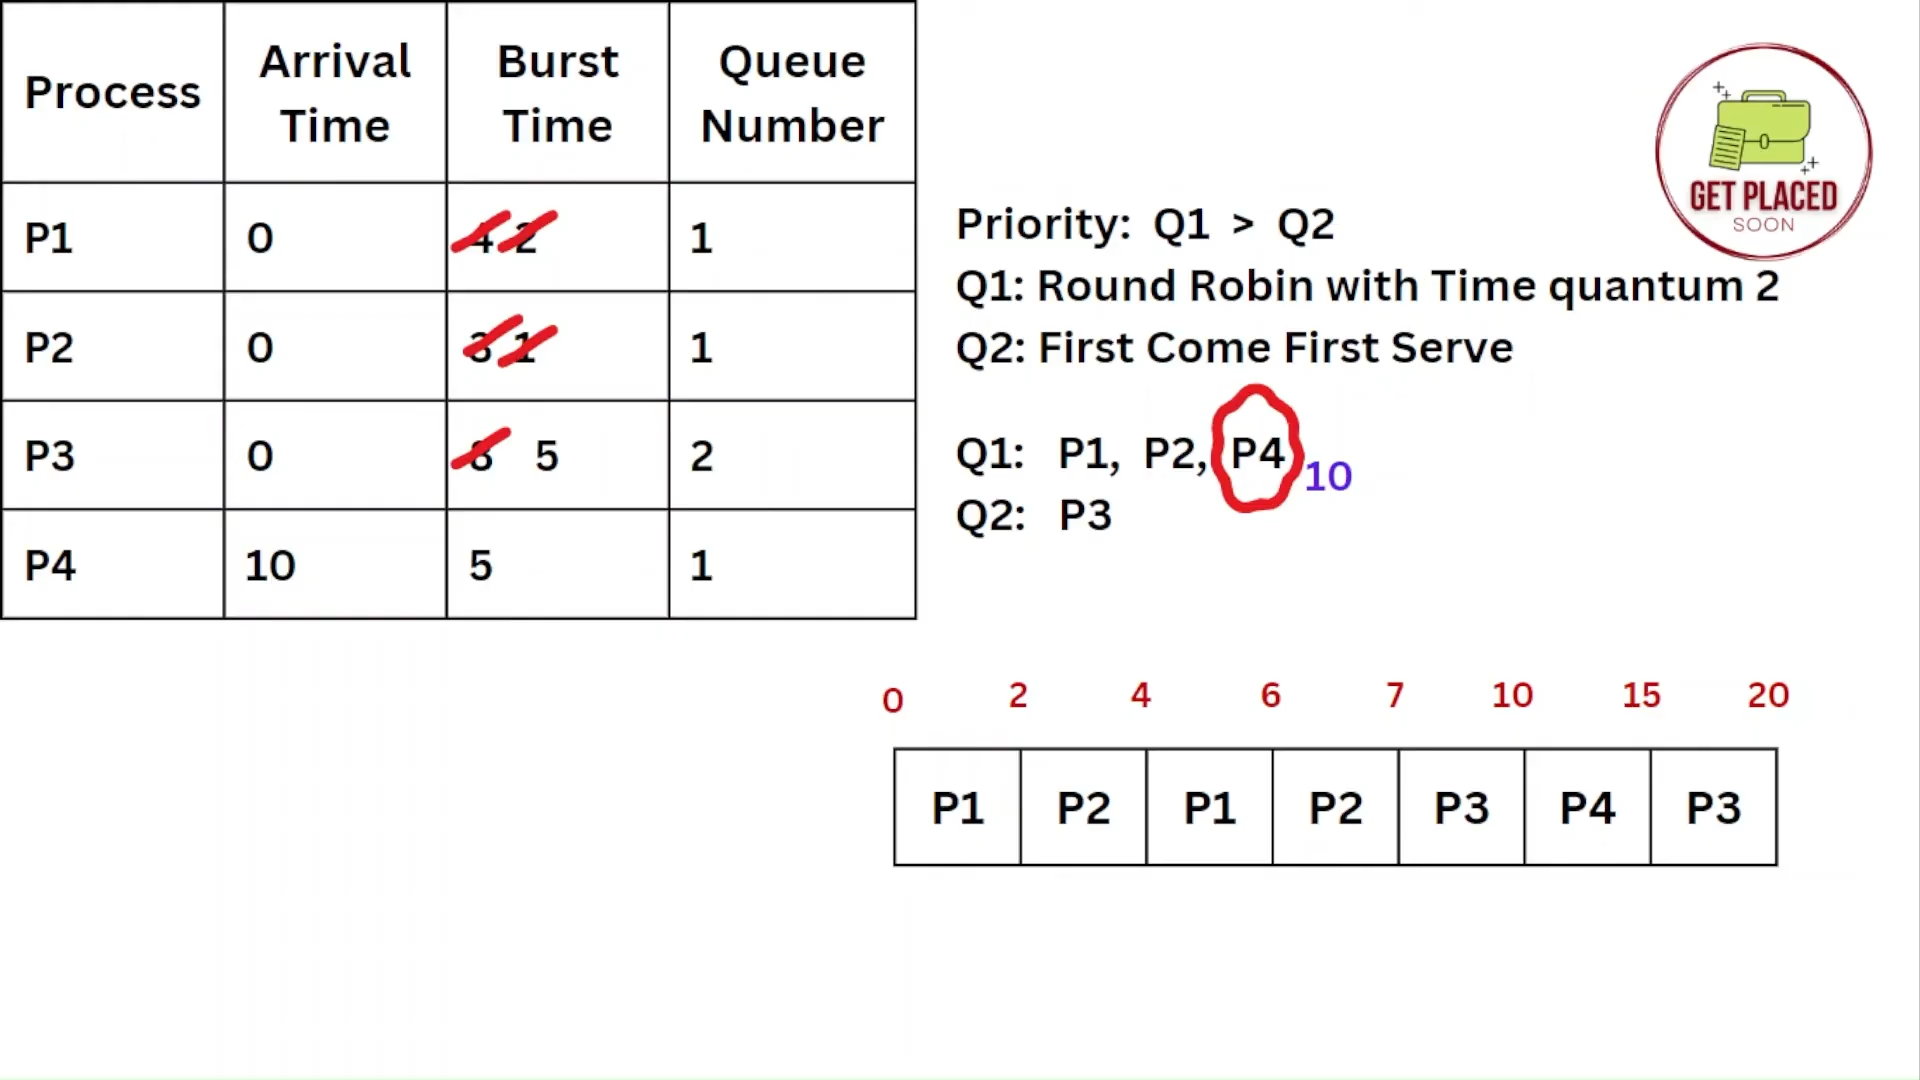 Process Arrival Time Burst Time Queue Number
P1 0 4 2 1
P2 0 3 1 1
P3 0 8 5 2
P4 10 5 1
GET PLACED
SOON
Priority: Q1 > Q2
Q1: Round Robin with Time quantum 2
Q2: First Come First Serve
Q1: P1, P2, P4 10
Q2: P3
0 2 4 6 7 10 15 20
P1 P2 P1 P2 P3 P4 P3